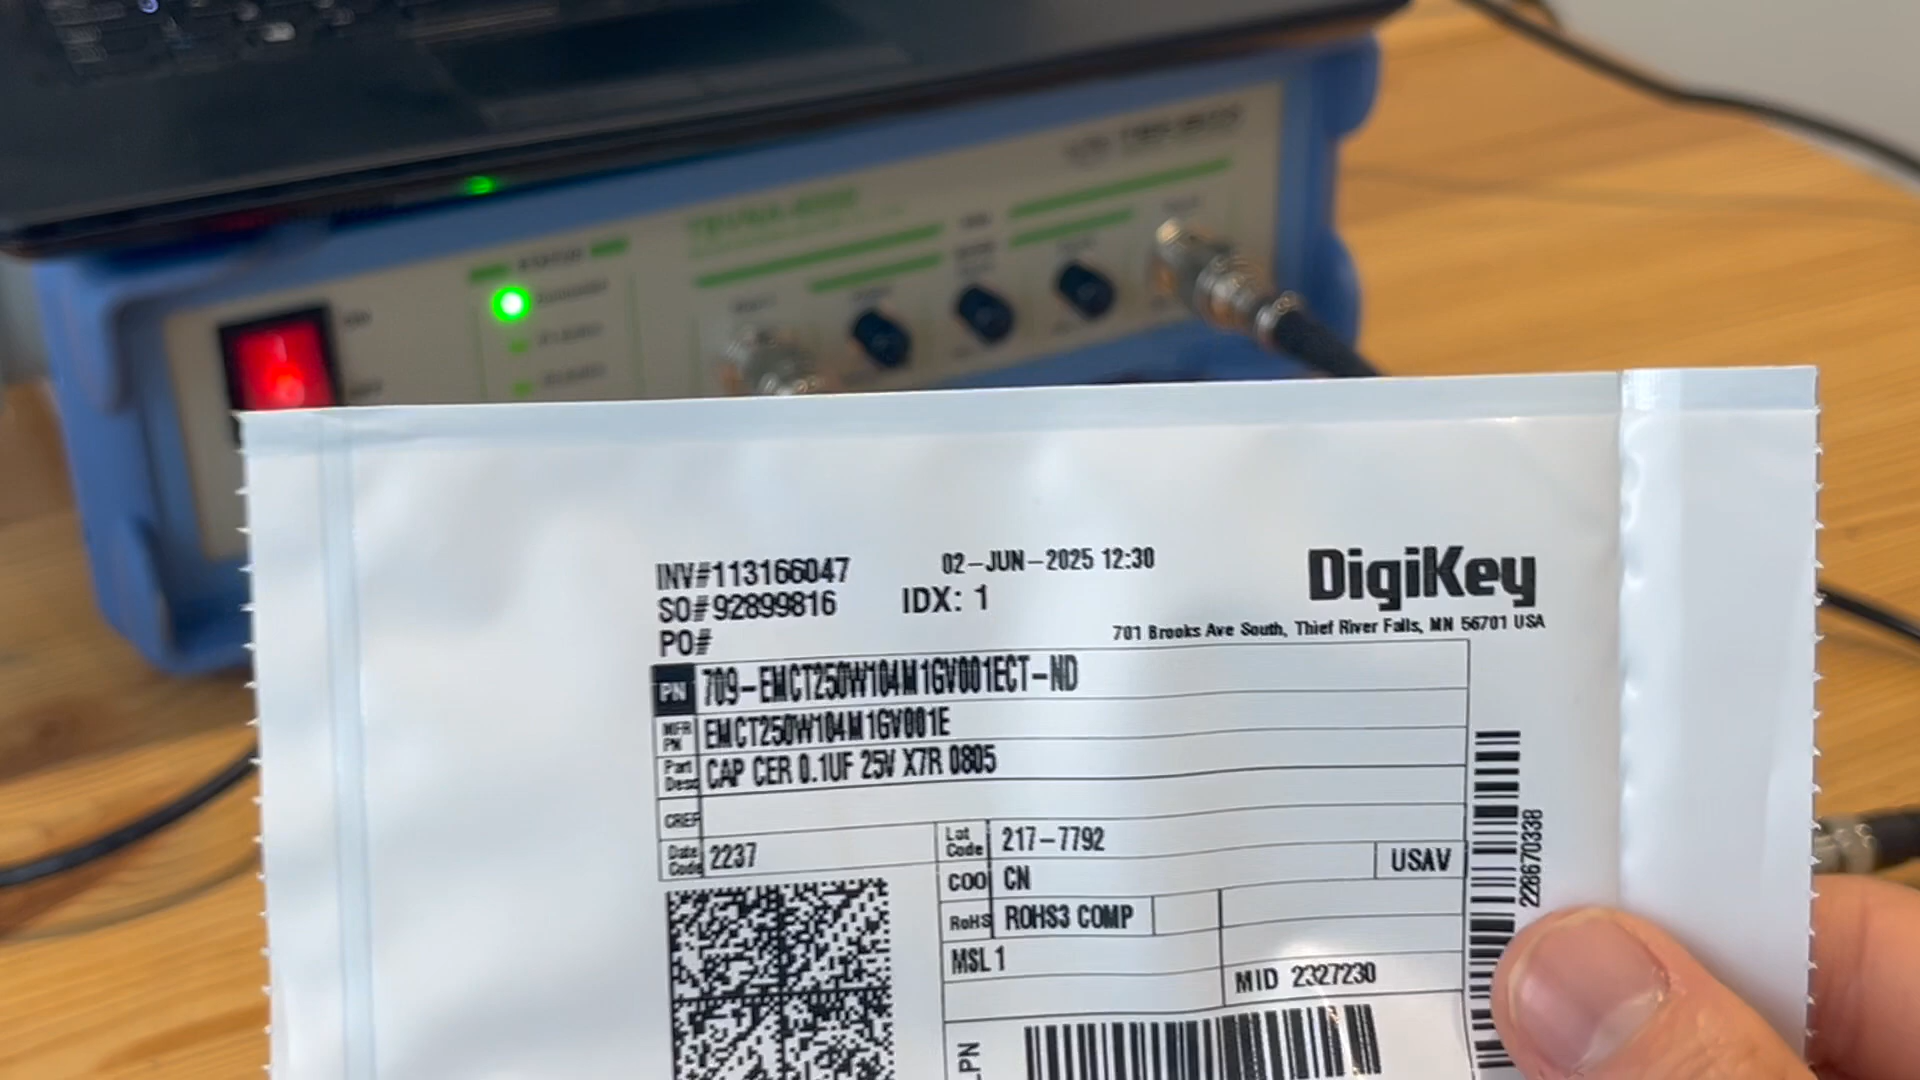 INV#113166047
02-JUN-2025 12:30
DigiKey
SO#92899816
IDX: 1
PO#
701 Brooks Ave South, Thief River Falls, MN 56701 USA
PN 709-EMCT250W104M1GV001ECT-ND
MFR PN EMCT250W104M1GV001E
Part Desc CAP CER 0.1UF 25V X7R 0805
CREF
Date Code 2237
Lot Code 217-7792
COO CN
USAV
RoHS ROHS3 COMP
MSL 1
MID 2327230
228670338